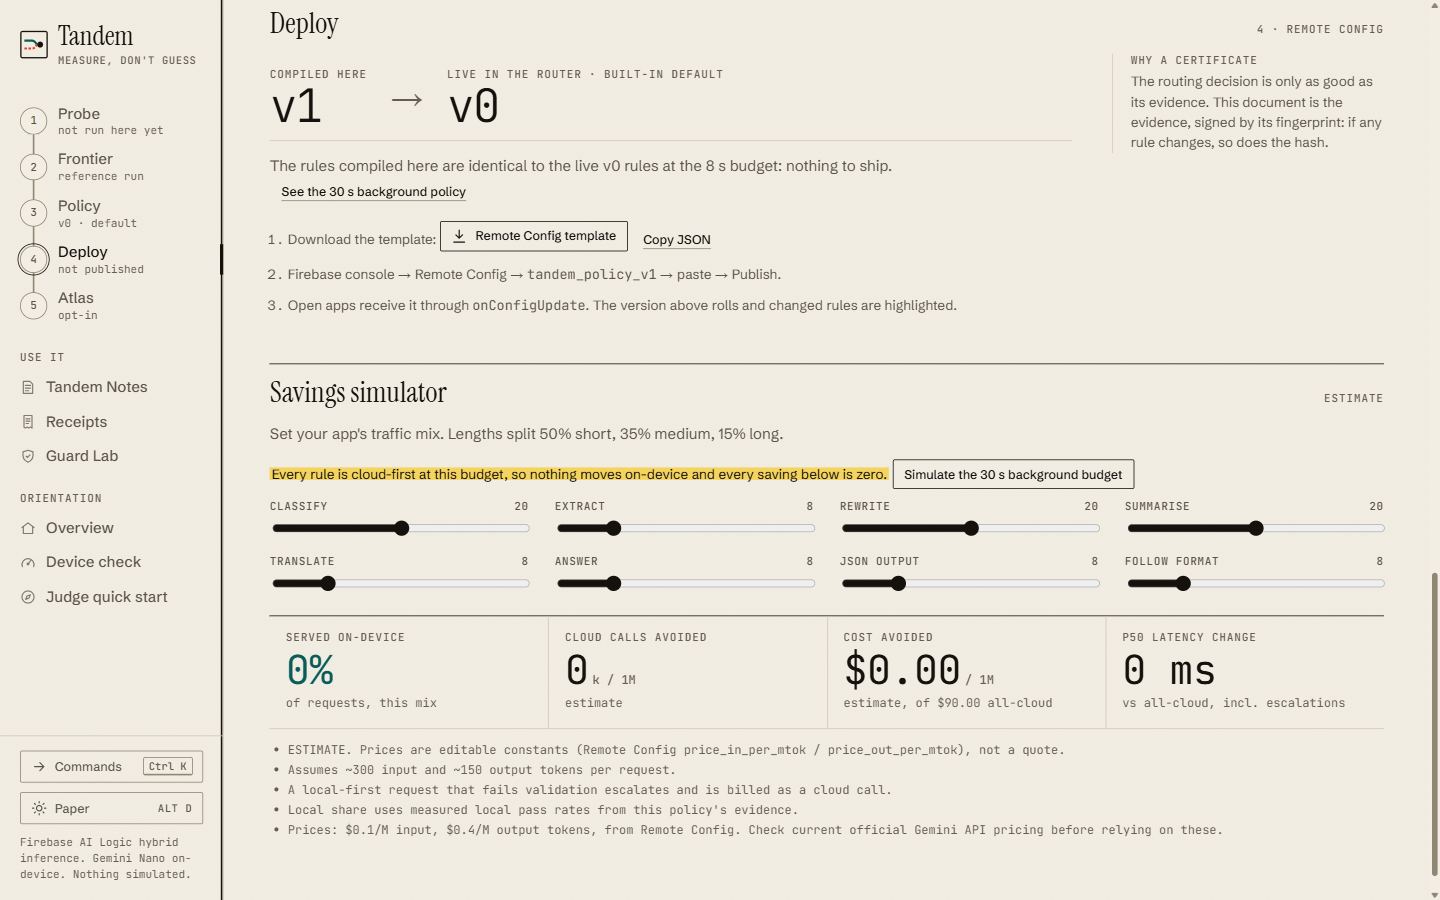 Tandem
MEASURE, DON'T GUESS
1
Probe
not run here yet
2
Frontier
reference run
3
Policy
v0 · default
4
Deploy
not published
5
Atlas
opt-in
USE IT
Tandem Notes
Receipts
Guard Lab
ORIENTATION
Overview
Device check
Judge quick start
→ Commands Ctrl K
Paper ALT D
Firebase AI Logic hybrid
inference. Gemini Nano on-
device. Nothing simulated.
Deploy
4 · REMOTE CONFIG
COMPILED HERE
v1
→
LIVE IN THE ROUTER · BUILT-IN DEFAULT
v0
WHY A CERTIFICATE
The routing decision is only as good as
its evidence. This document is the
evidence, signed by its fingerprint: if any
rule changes, so does the hash.
The rules compiled here are identical to the live v0 rules at the 8 s budget: nothing to ship.
See the 30 s background policy
1. Download the template: Remote Config template Copy JSON
2. Firebase console → Remote Config → tandem_policy_v1 → paste → Publish.
3. Open apps receive it through onConfigUpdate. The version above rolls and changed rules are highlighted.
Savings simulator
ESTIMATE
Set your app's traffic mix. Lengths split 50% short, 35% medium, 15% long.
Every rule is cloud-first at this budget, so nothing moves on-device and every saving below is zero. Simulate the 30 s background budget
CLASSIFY 20 EXTRACT 8 REWRITE 20 SUMMARISE 20
TRANSLATE 8 ANSWER 8 JSON OUTPUT 8 FOLLOW FORMAT 8
SERVED ON-DEVICE
0%
of requests, this mix
CLOUD CALLS AVOIDED
0 k / 1M
estimate
COST AVOIDED
$0.00 / 1M
estimate, of $90.00 all-cloud
P50 LATENCY CHANGE
0 ms
vs all-cloud, incl. escalations
• ESTIMATE. Prices are editable constants (Remote Config price_in_per_mtok / price_out_per_mtok), not a quote.
• Assumes ~300 input and ~150 output tokens per request.
• A local-first request that fails validation escalates and is billed as a cloud call.
• Local share uses measured local pass rates from this policy's evidence.
• Prices: $0.1/M input, $0.4/M output tokens, from Remote Config. Check current official Gemini API pricing before relying on these.